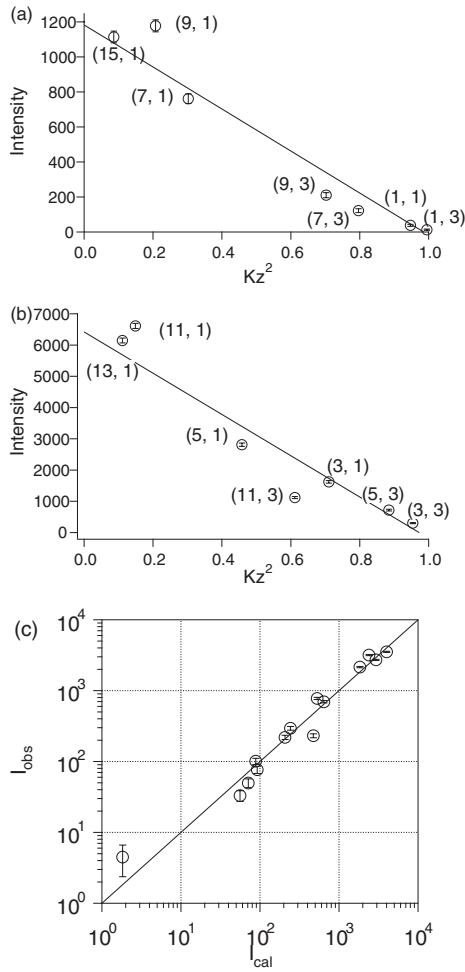 (a)
1200
1000
800
600
400
200
0
Intensity
(9, 1)
(15, 1)
(7, 1)
(9, 3)
(7, 3)
(1, 1)
(1, 3)
0.0 0.2 0.4 0.6 0.8 1.0
Kz²
(b)
7000
6000
5000
4000
3000
2000
1000
0
Intensity
(11, 1)
(13, 1)
(5, 1)
(11, 3)
(3, 1)
(5, 3)
(3, 3)
0.0 0.2 0.4 0.6 0.8 1.0
Kz²
(c)
10⁴
10³
10²
10¹
10⁰
I_obs
10⁰ 10¹ 10² 10³ 10⁴
I_cal